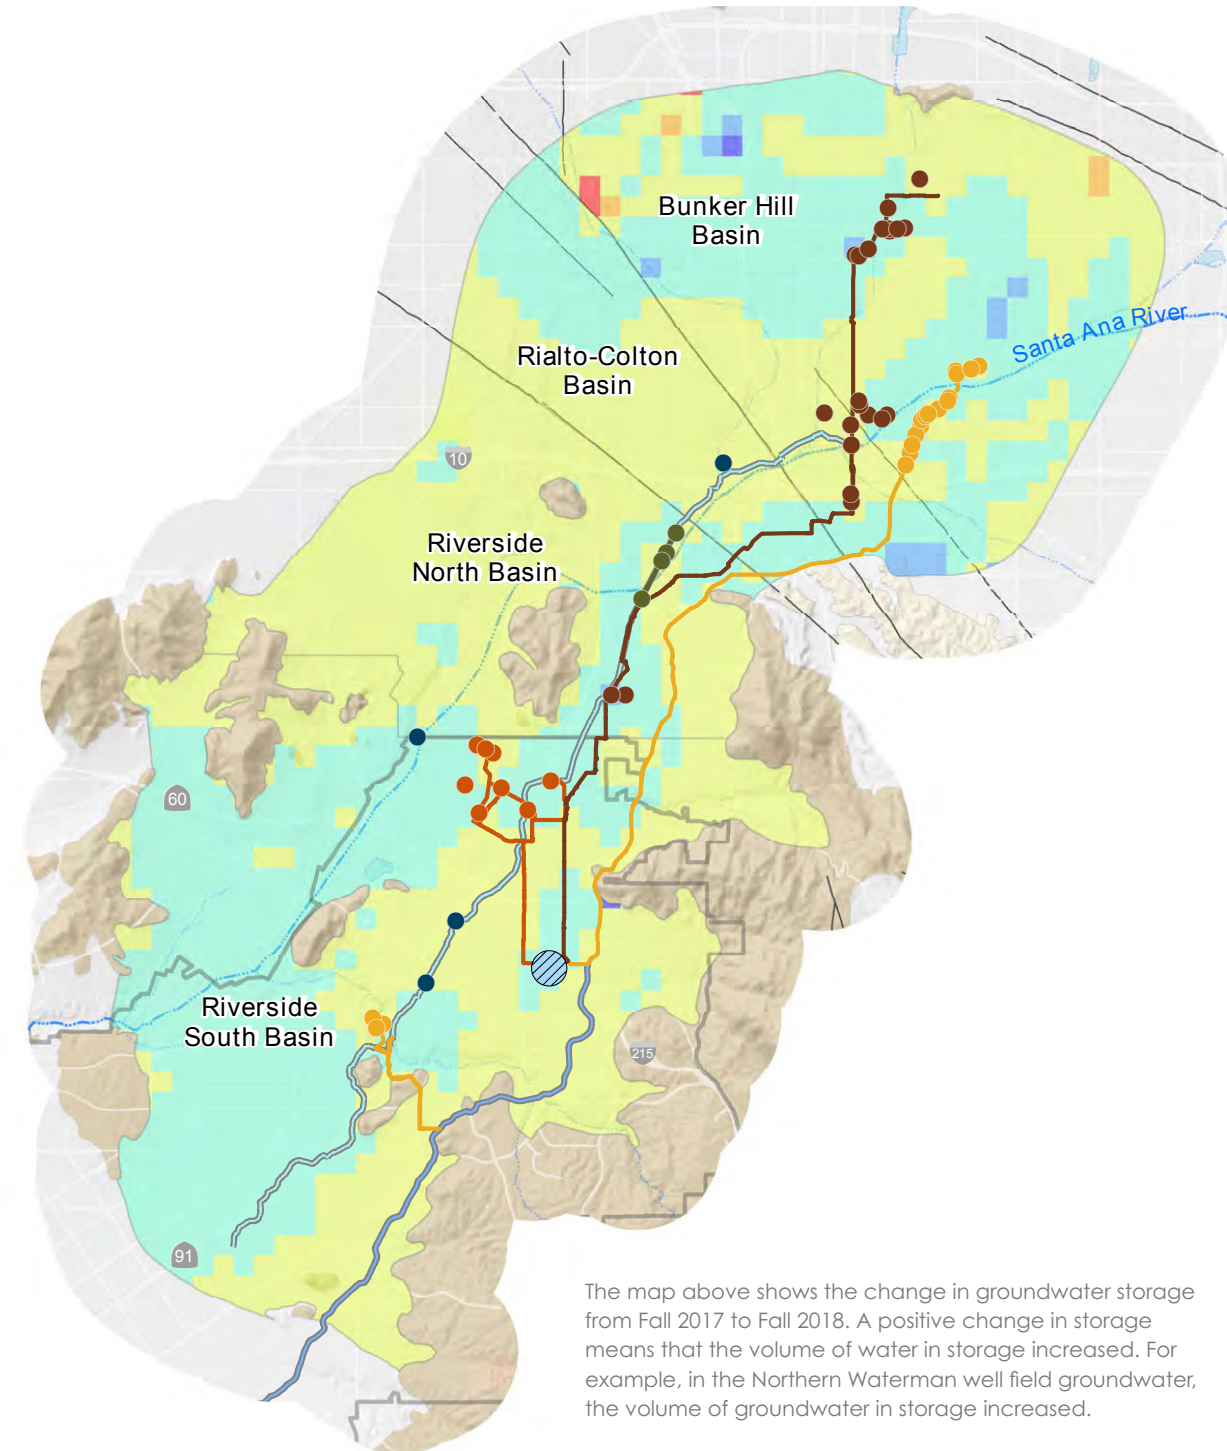 Bunker Hill
Basin
Santa Ana River
Rialto-Colton
Basin
10
Riverside
North Basin
60
Riverside
South Basin
215
91
The map above shows the change in groundwater storage
from Fall 2017 to Fall 2018. A positive change in storage
means that the volume of water in storage increased. For
example, in the Northern Waterman well field groundwater,
the volume of groundwater in storage increased.